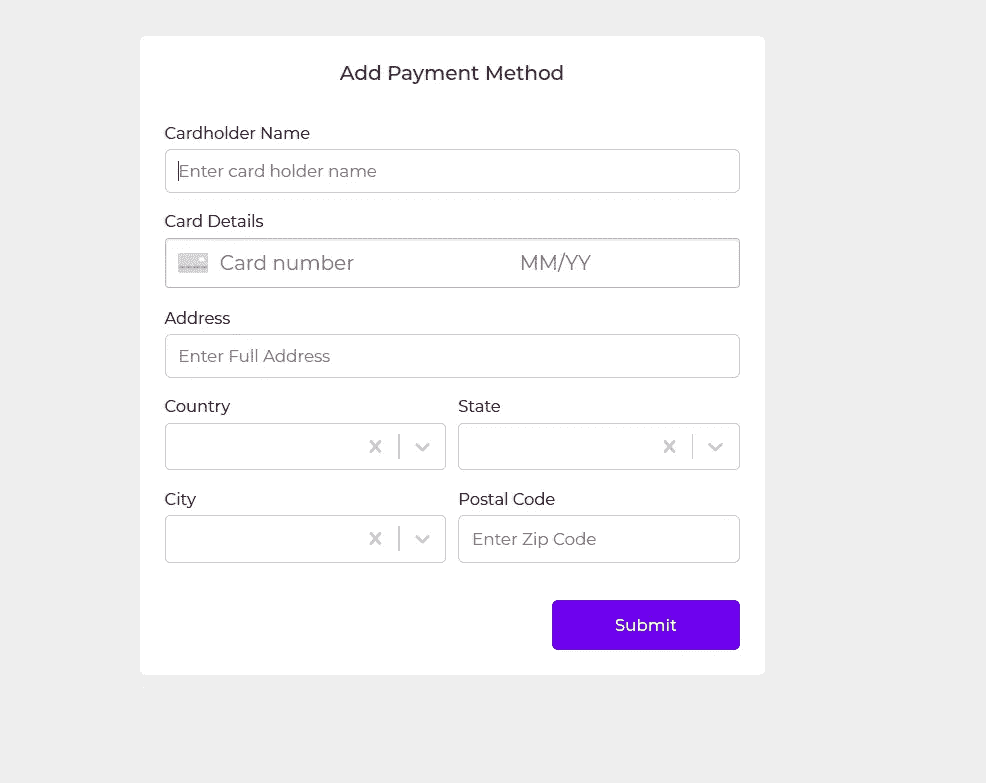 Add Payment Method
Cardholder Name
Enter card holder name
Card Details
Card number MM/YY
Address
Enter Full Address
Country State
City Postal Code
Enter Zip Code
Submit